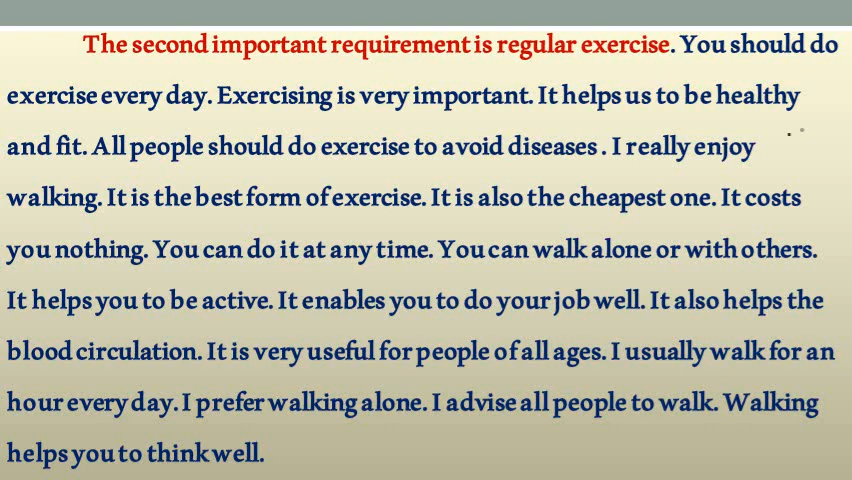 The second important requirement is regular exercise. You should do
exercise every day. Exercising is very important. It helps us to be healthy
and fit. All people should do exercise to avoid diseases . I really enjoy
walking. It is the best form of exercise. It is also the cheapest one. It costs
you nothing. You can do it at any time. You can walk alone or with others.
It helps you to be active. It enables you to do your job well. It also helps the
blood circulation. It is very useful for people of all ages. I usually walk for an
hour every day. I prefer walking alone. I advise all people to walk. Walking
helps you to think well.